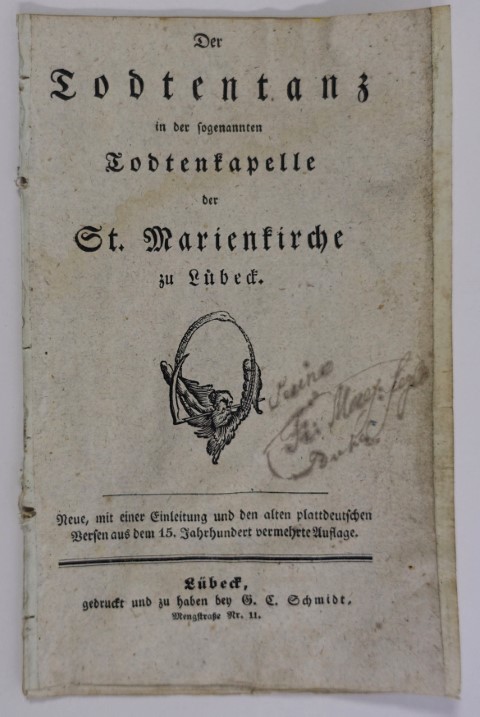 Der
Todtentanz
in der sogenannten
Todtenkapelle
der
St. Marienkirche
zu Lübeck.
Neue, mit einer Einleitung und den alten plattdeutschen
Versen aus dem 15. Jahrhundert vermehrte Auflage.
Lübeck,
gedruckt und zu haben bey G. C. Schmidt,
Mengstraße Nr. 11.